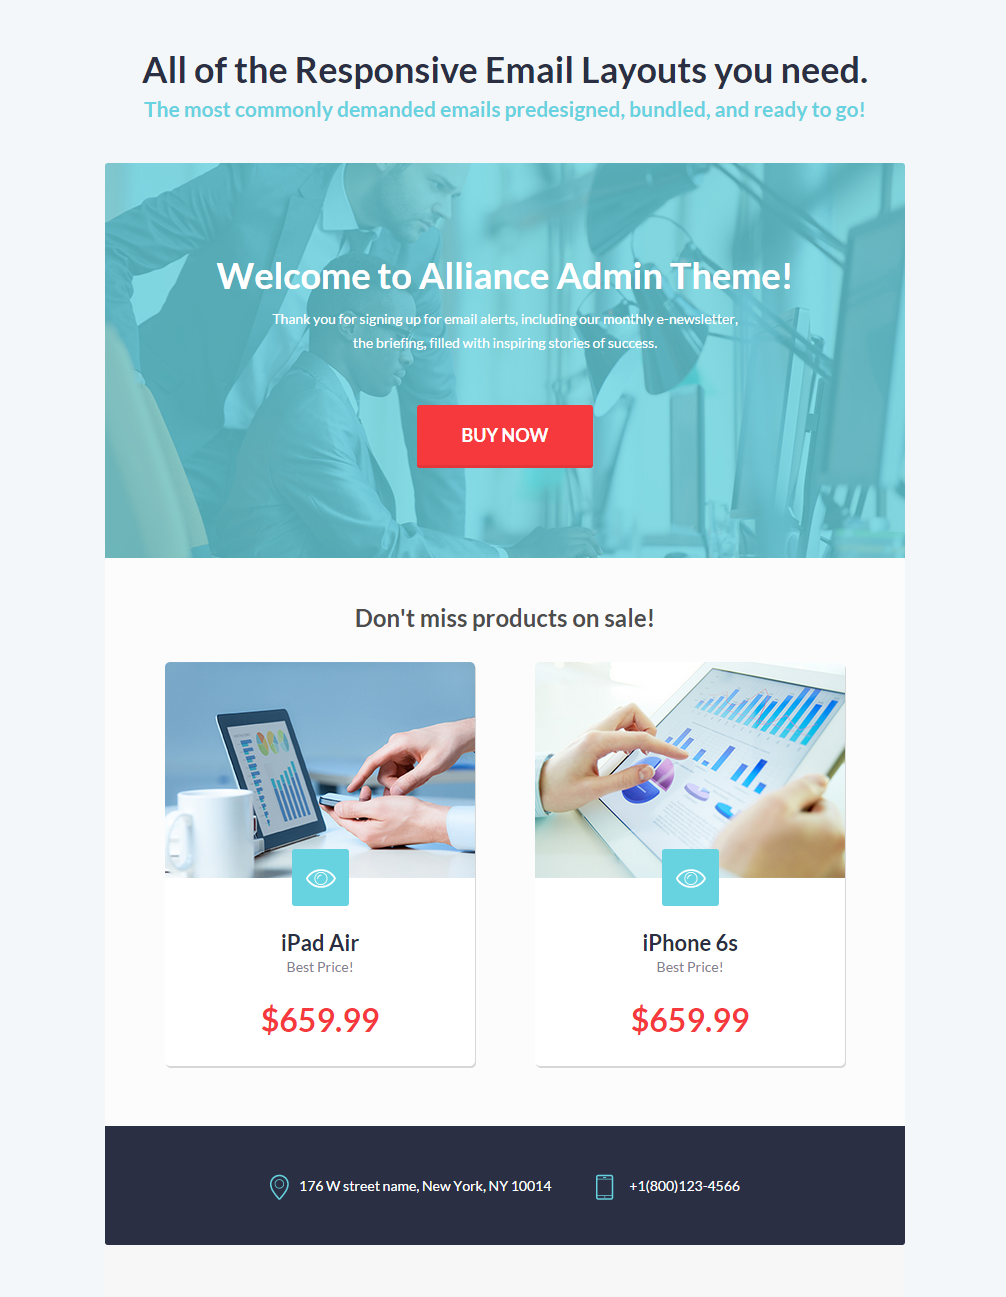 All of the Responsive Email Layouts you need.
The most commonly demanded emails predesigned, bundled, and ready to go!
Welcome to Alliance Admin Theme!
Thank you for signing up for email alerts, including our monthly e-newsletter,
the briefing, filled with inspiring stories of success.
BUY NOW
Don't miss products on sale!
iPad Air
Best Price!
$659.99
iPhone 6s
Best Price!
$659.99
176 W street name, New York, NY 10014
+1(800)123-4566